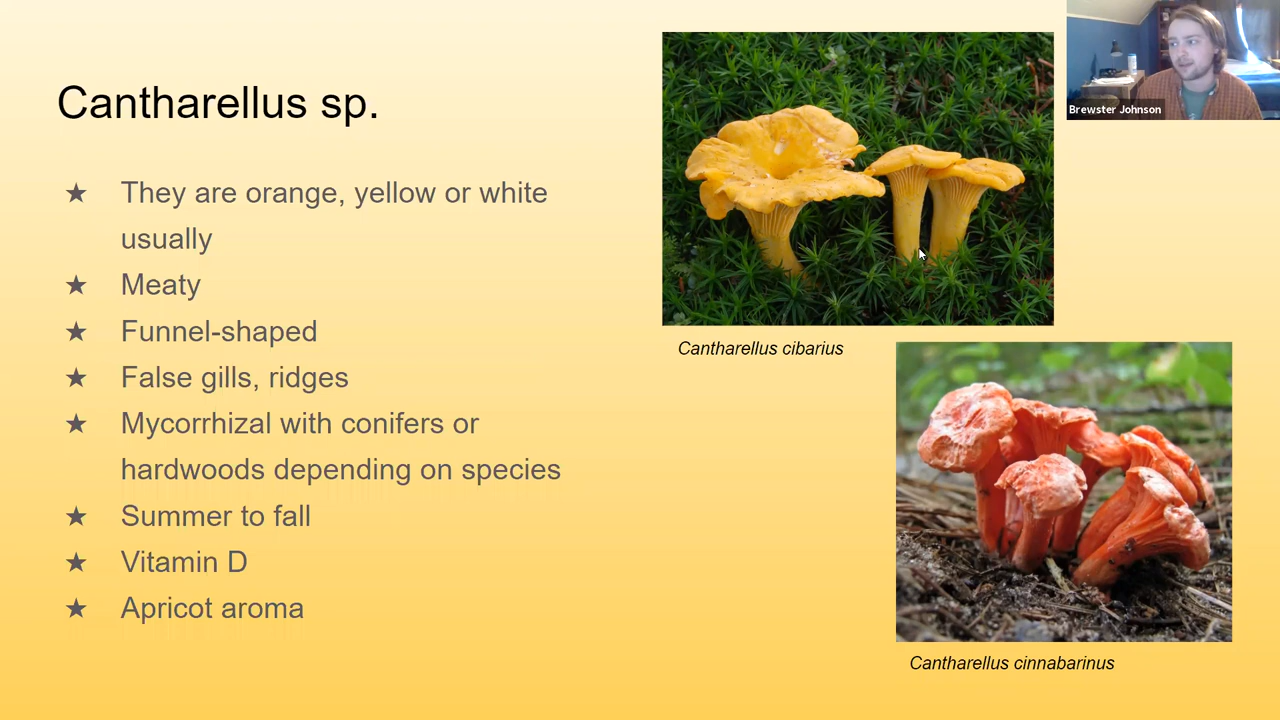 Cantharellus sp.
★ They are orange, yellow or white
usually
★ Meaty
★ Funnel-shaped
★ False gills, ridges
★ Mycorrhizal with conifers or
hardwoods depending on species
★ Summer to fall
★ Vitamin D
★ Apricot aroma
Cantharellus cibarius
Cantharellus cinnabarinus
Brewster Johnson